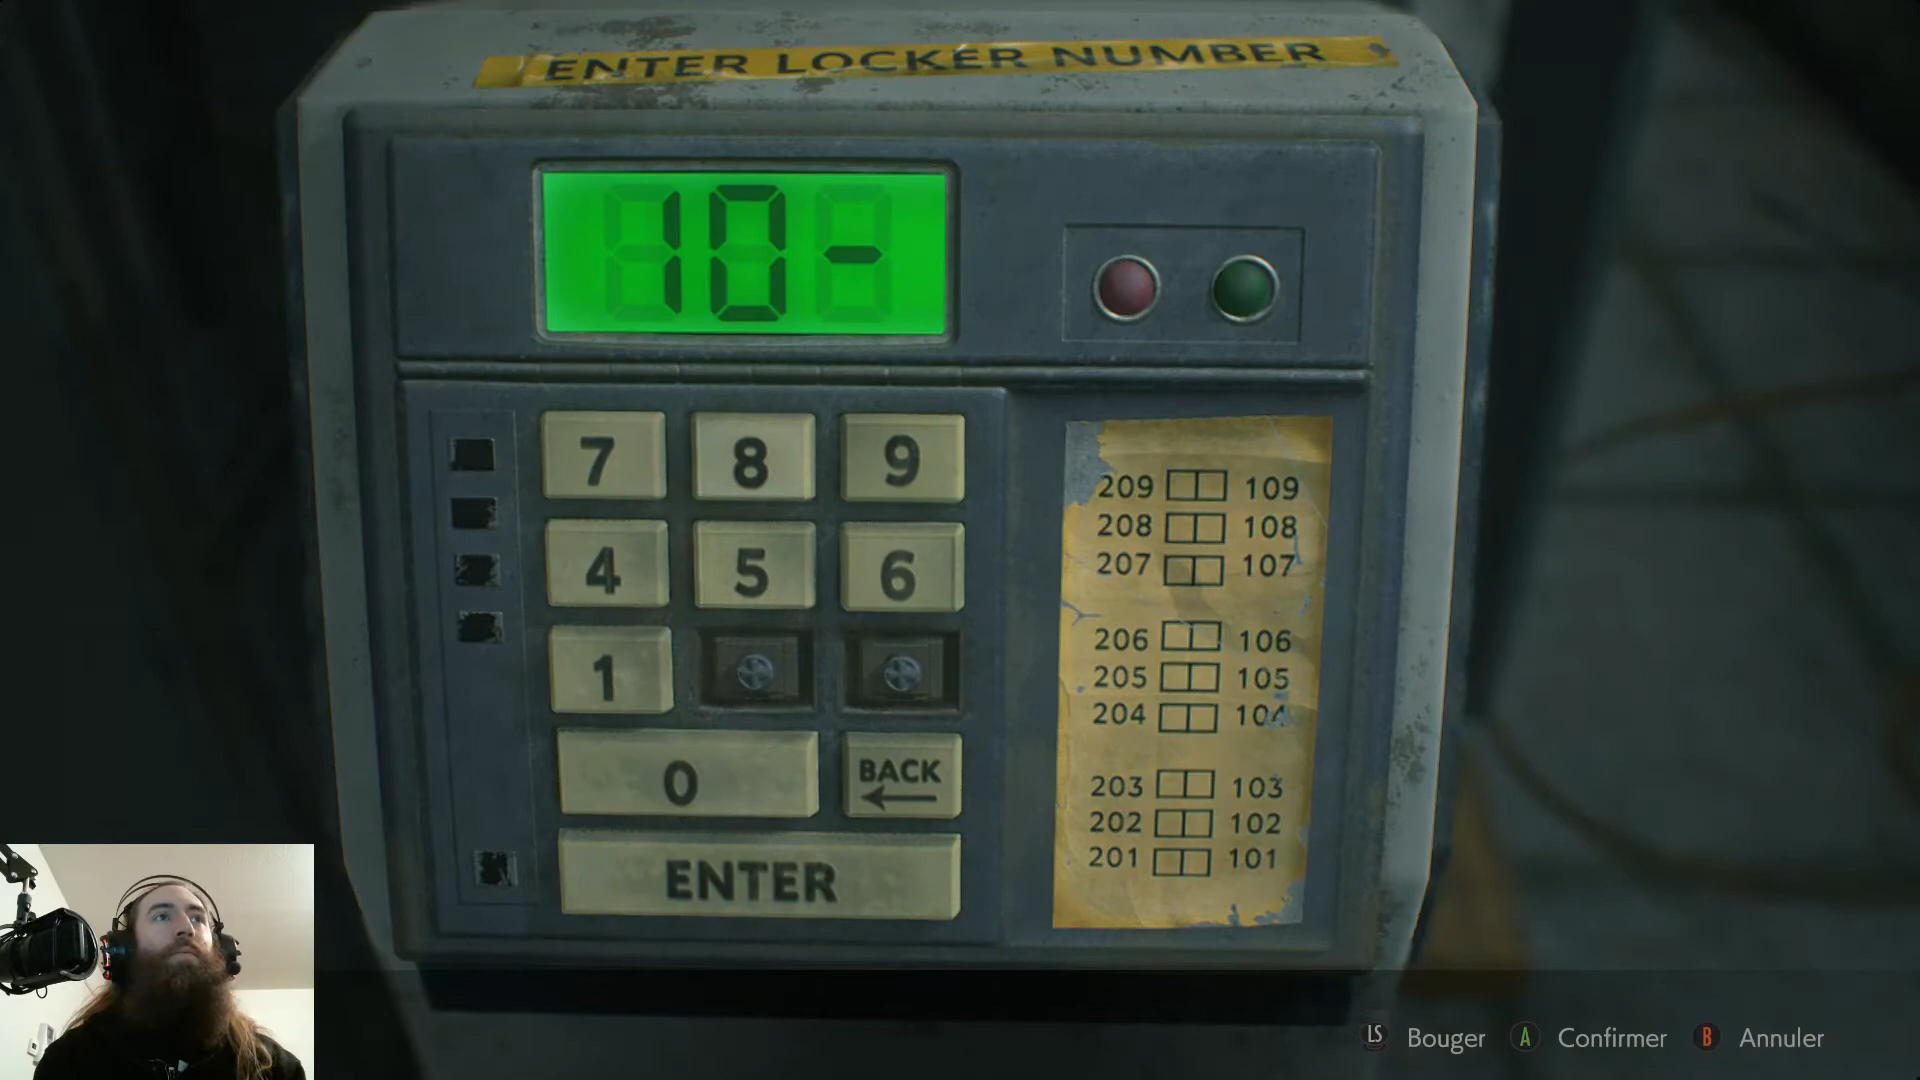 ENTER LOCKER NUMBER
10-
7 8 9
4 5 6
1
0 BACK
ENTER
209 109
208 108
207 107
206 106
205 105
204 104
203 103
202 102
201 101
LS Bouger A Confirmer B Annuler